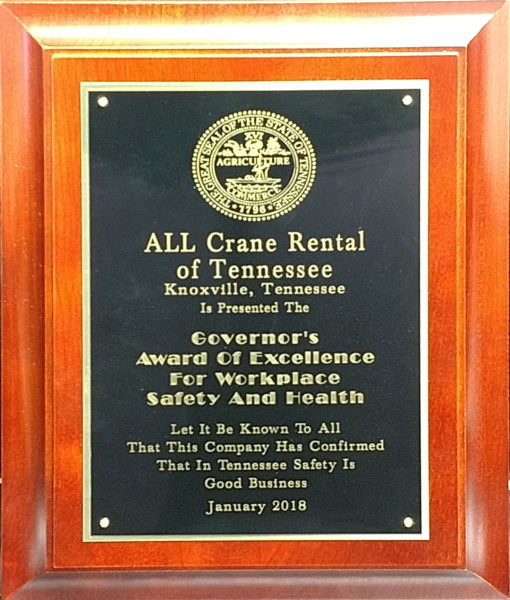 THE GREAT SEAL OF THE STATE OF TENNESSEE
XVI
AGRICULTURE
COMMERCE
1796
ALL Crane Rental
of Tennessee
Knoxville, Tennessee
Is Presented The
Governor's
Award Of Excellence
For Workplace
Safety And Health
Let It Be Known To All
That This Company Has Confirmed
That In Tennessee Safety Is
Good Business
January 2018